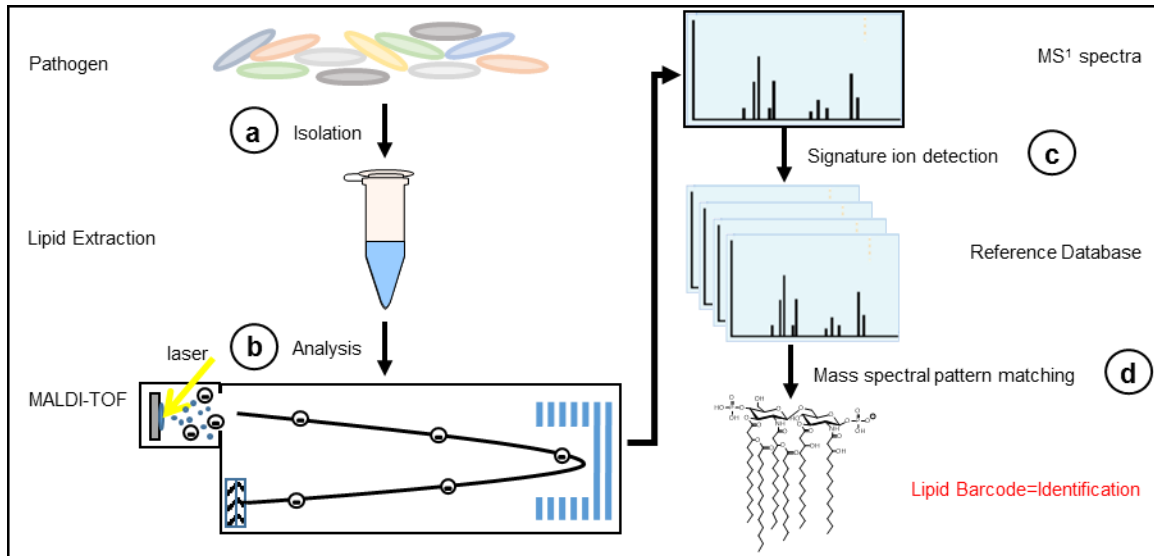 Pathogen
a
Isolation
Lipid Extraction
b
Analysis
laser
MALDI-TOF
MS¹ spectra
Signature ion detection
c
Reference Database
Mass spectral pattern matching
d
Lipid Barcode=Identification